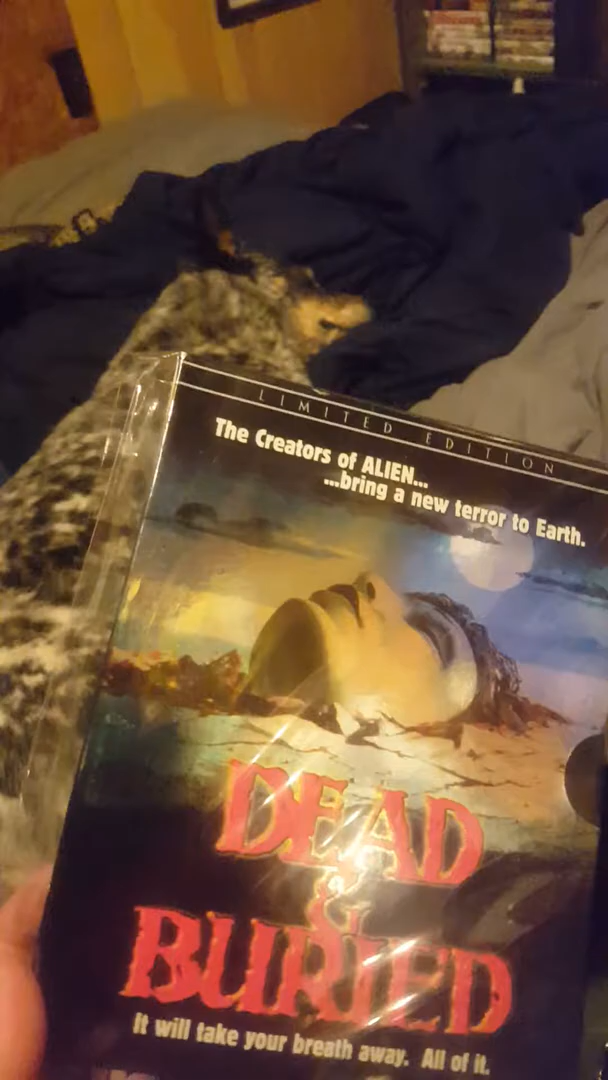 LIMITED EDITION
The Creators of ALIEN...
...bring a new terror to Earth.
DEAD
&
BURIED
It will take your breath away. All of it.